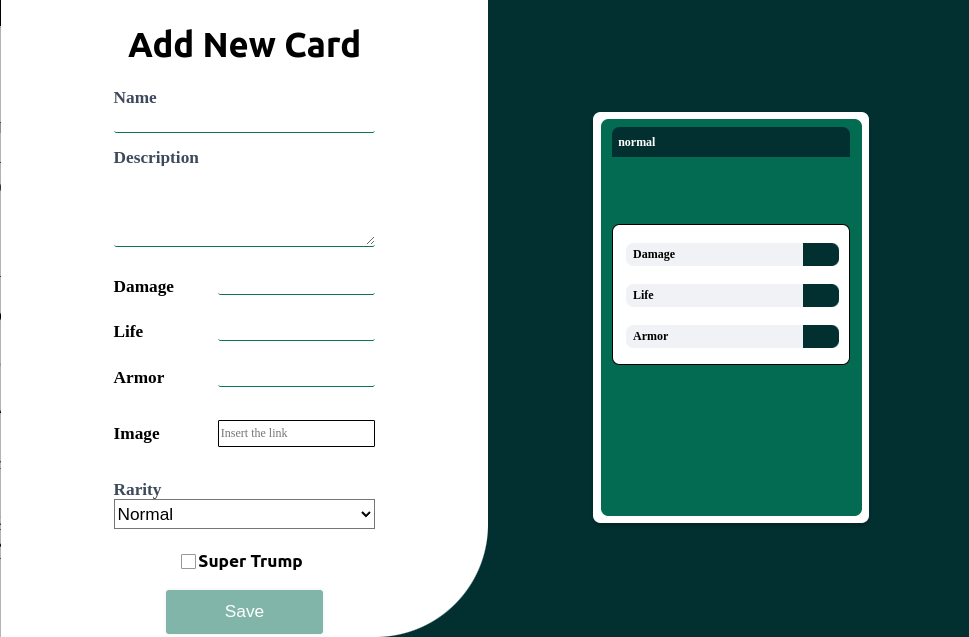 Add New Card
Name
Description
Damage
Life
Armor
Image
Insert the link
Rarity
Normal
Super Trump
Save
normal
Damage
Life
Armor